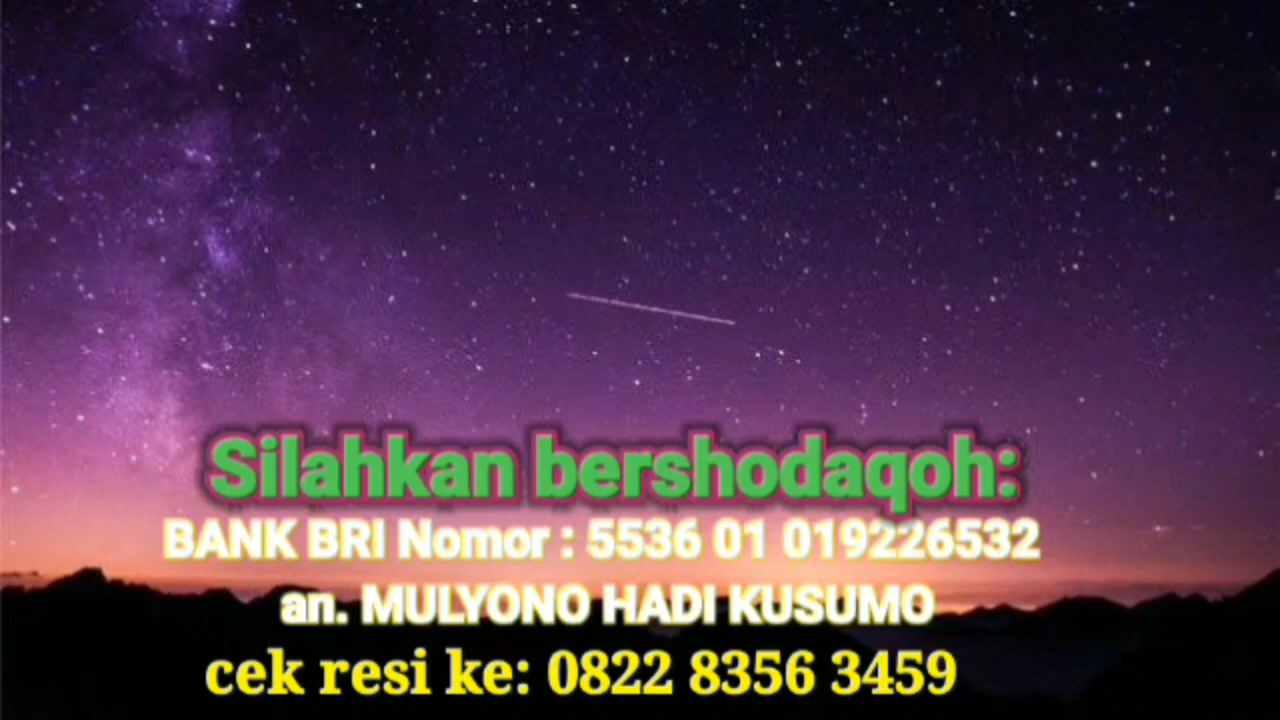 Silahkan bershodaqoh:
BANK BRI Nomor : 5536 01 019226532
an. MULYONO HADI KUSUMO
cek resi ke: 0822 8356 3459